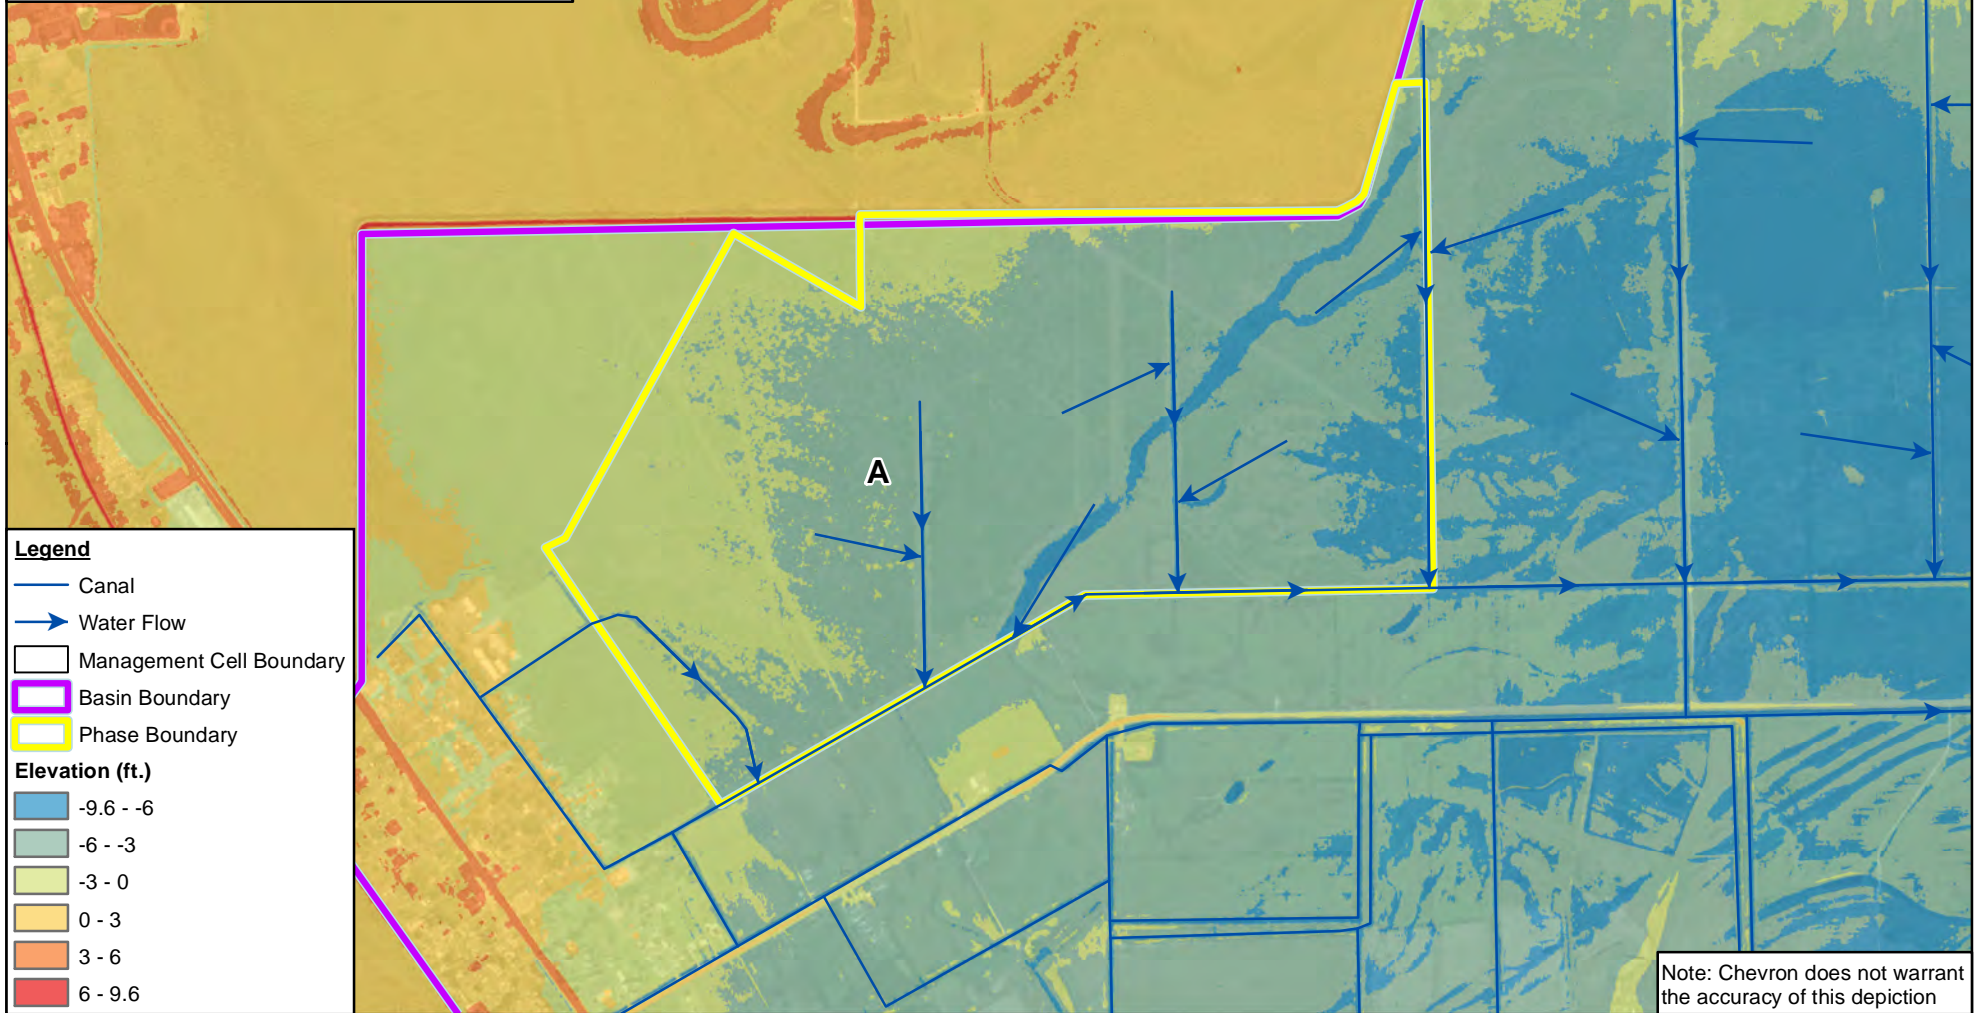 A
Legend
Canal
Water Flow
Management Cell Boundary
Basin Boundary
Phase Boundary
Elevation (ft.)
-9.6 - -6
-6 - -3
-3 - 0
0 - 3
3 - 6
6 - 9.6
Note: Chevron does not warrant
the accuracy of this depiction